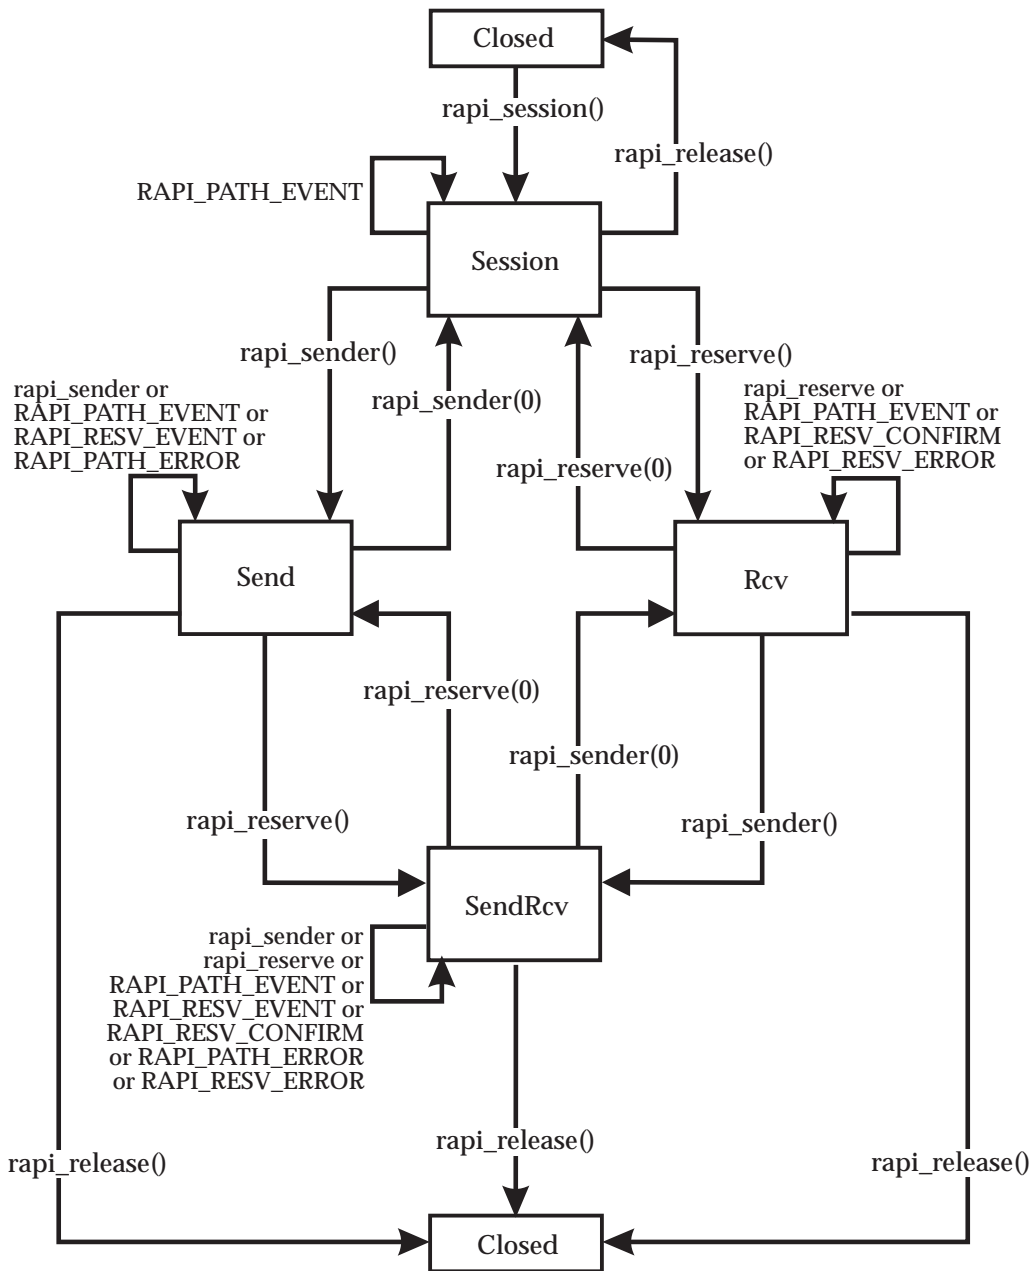 Closed
rapi_session()
rapi_release()
RAPI_PATH_EVENT
Session
rapi_sender()
rapi_reserve()
rapi_sender(0)
rapi_sender or
RAPI_PATH_EVENT or
RAPI_RESV_EVENT or
RAPI_PATH_ERROR
rapi_reserve or
RAPI_PATH_EVENT or
RAPI_RESV_CONFIRM
or RAPI_RESV_ERROR
rapi_reserve(0)
Send
Rcv
rapi_reserve(0)
rapi_sender(0)
rapi_reserve()
rapi_sender()
SendRcv
rapi_sender or
rapi_reserve or
RAPI_PATH_EVENT or
RAPI_RESV_EVENT or
RAPI_RESV_CONFIRM
or RAPI_PATH_ERROR
or RAPI_RESV_ERROR
rapi_release()
rapi_release()
rapi_release()
Closed